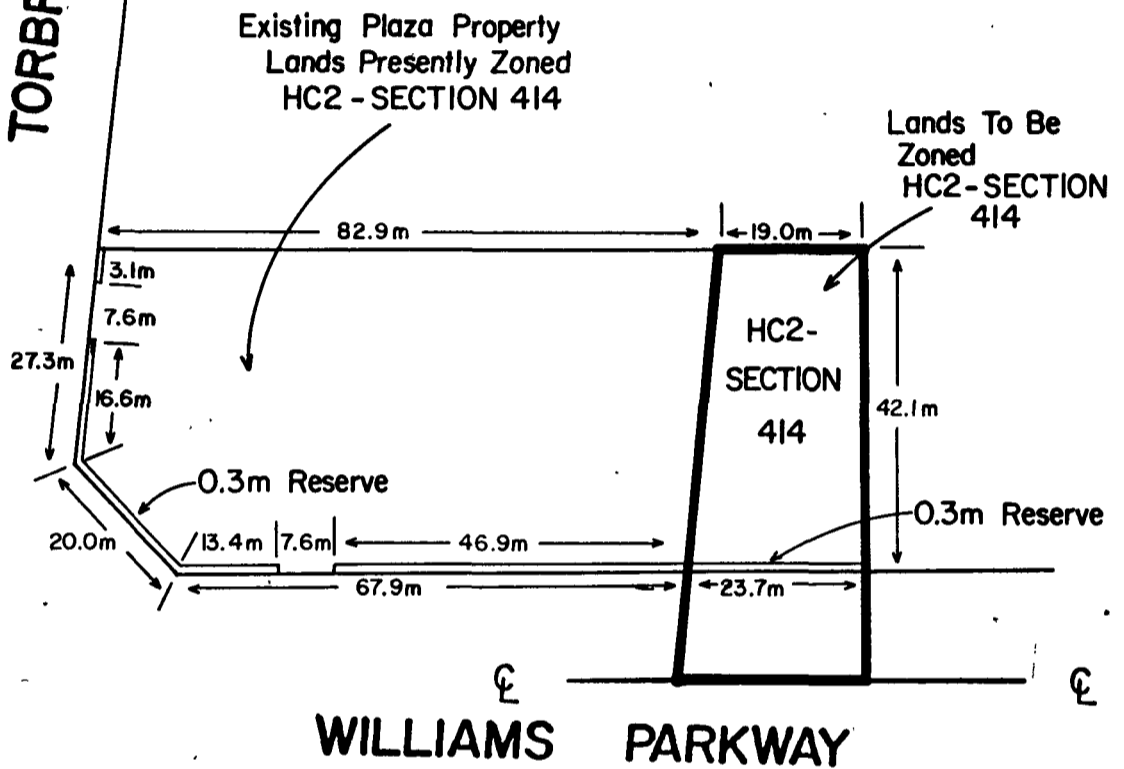 Existing Plaza Property
Lands Presently Zoned
HC2 - SECTION 414
Lands To Be
Zoned
HC2-SECTION
414
82.9m
19.0m
3.1m
7.6m
27.3m
16.6m
HC2-
SECTION
414
42.1m
0.3m Reserve
0.3m Reserve
20.0m
13.4m
7.6m
46.9m
67.9m
23.7m
℄
℄
WILLIAMS PARKWAY